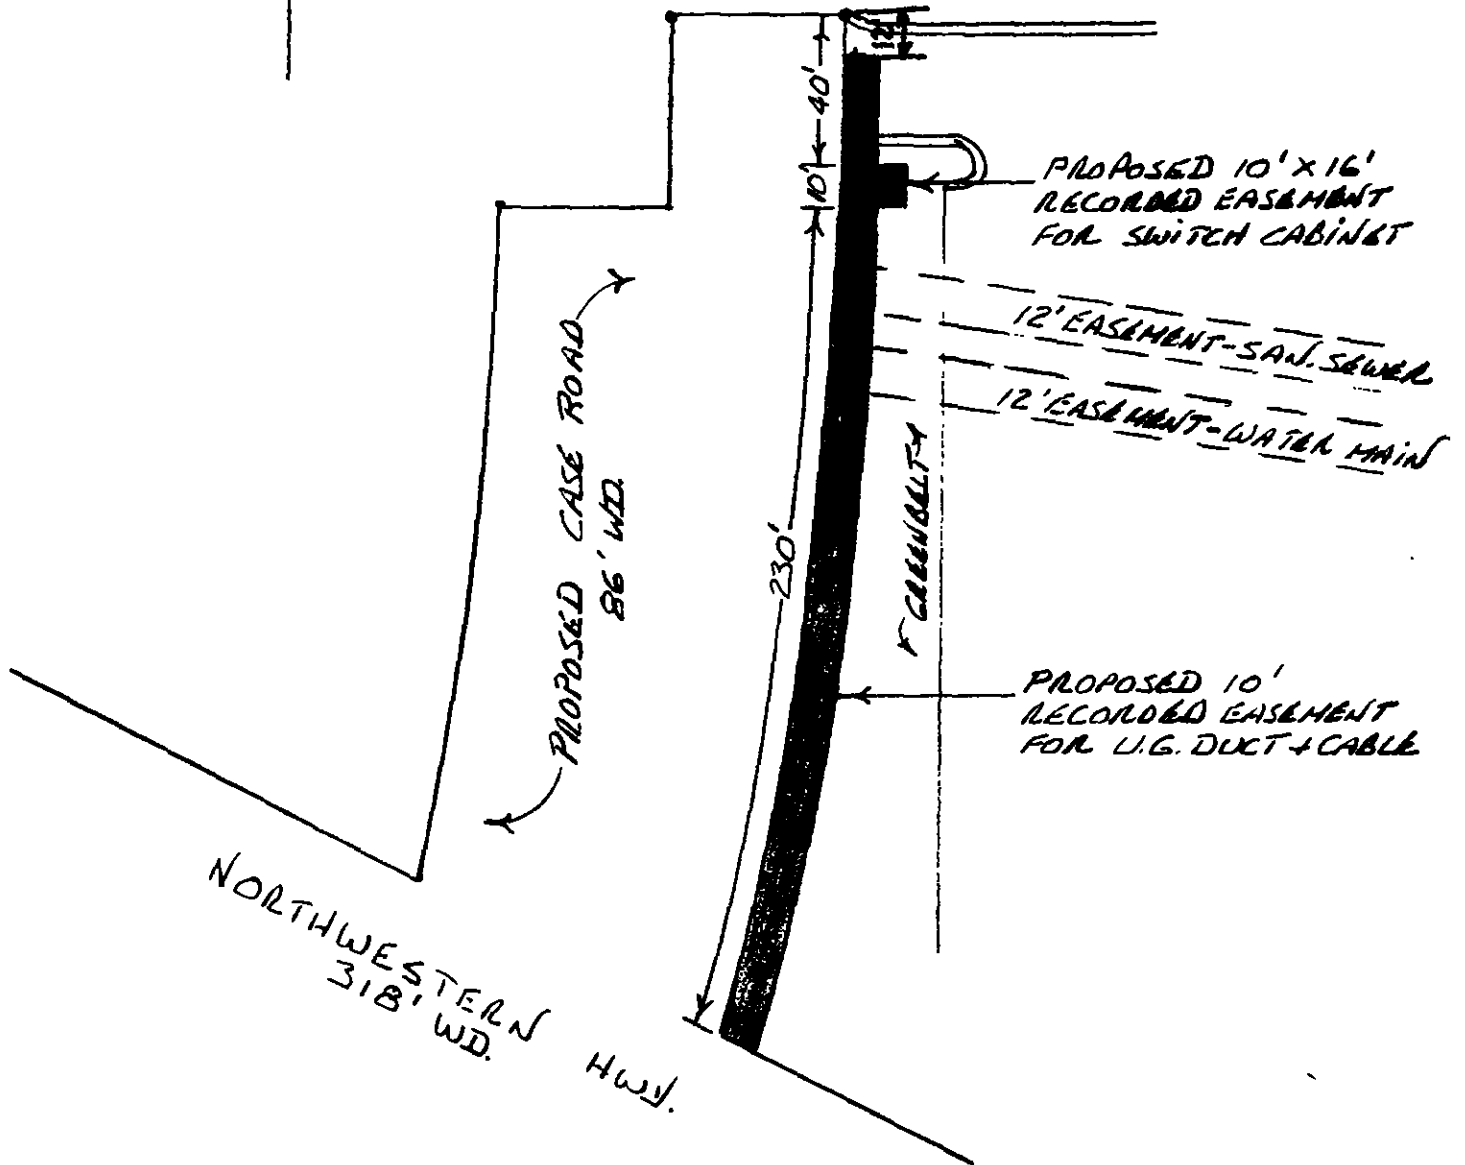 12'
40'
10'
PROPOSED 10' X 16'
RECORDED EASEMENT
FOR SWITCH CABINET
12' EASEMENT-SAN. SEWER
12' EASEMENT-WATER MAIN
PROPOSED CASE ROAD
86' WD.
230'
GREENBELT
PROPOSED 10'
RECORDED EASEMENT
FOR U.G. DUCT + CABLE
NORTHWESTERN HWY.
318' WD.